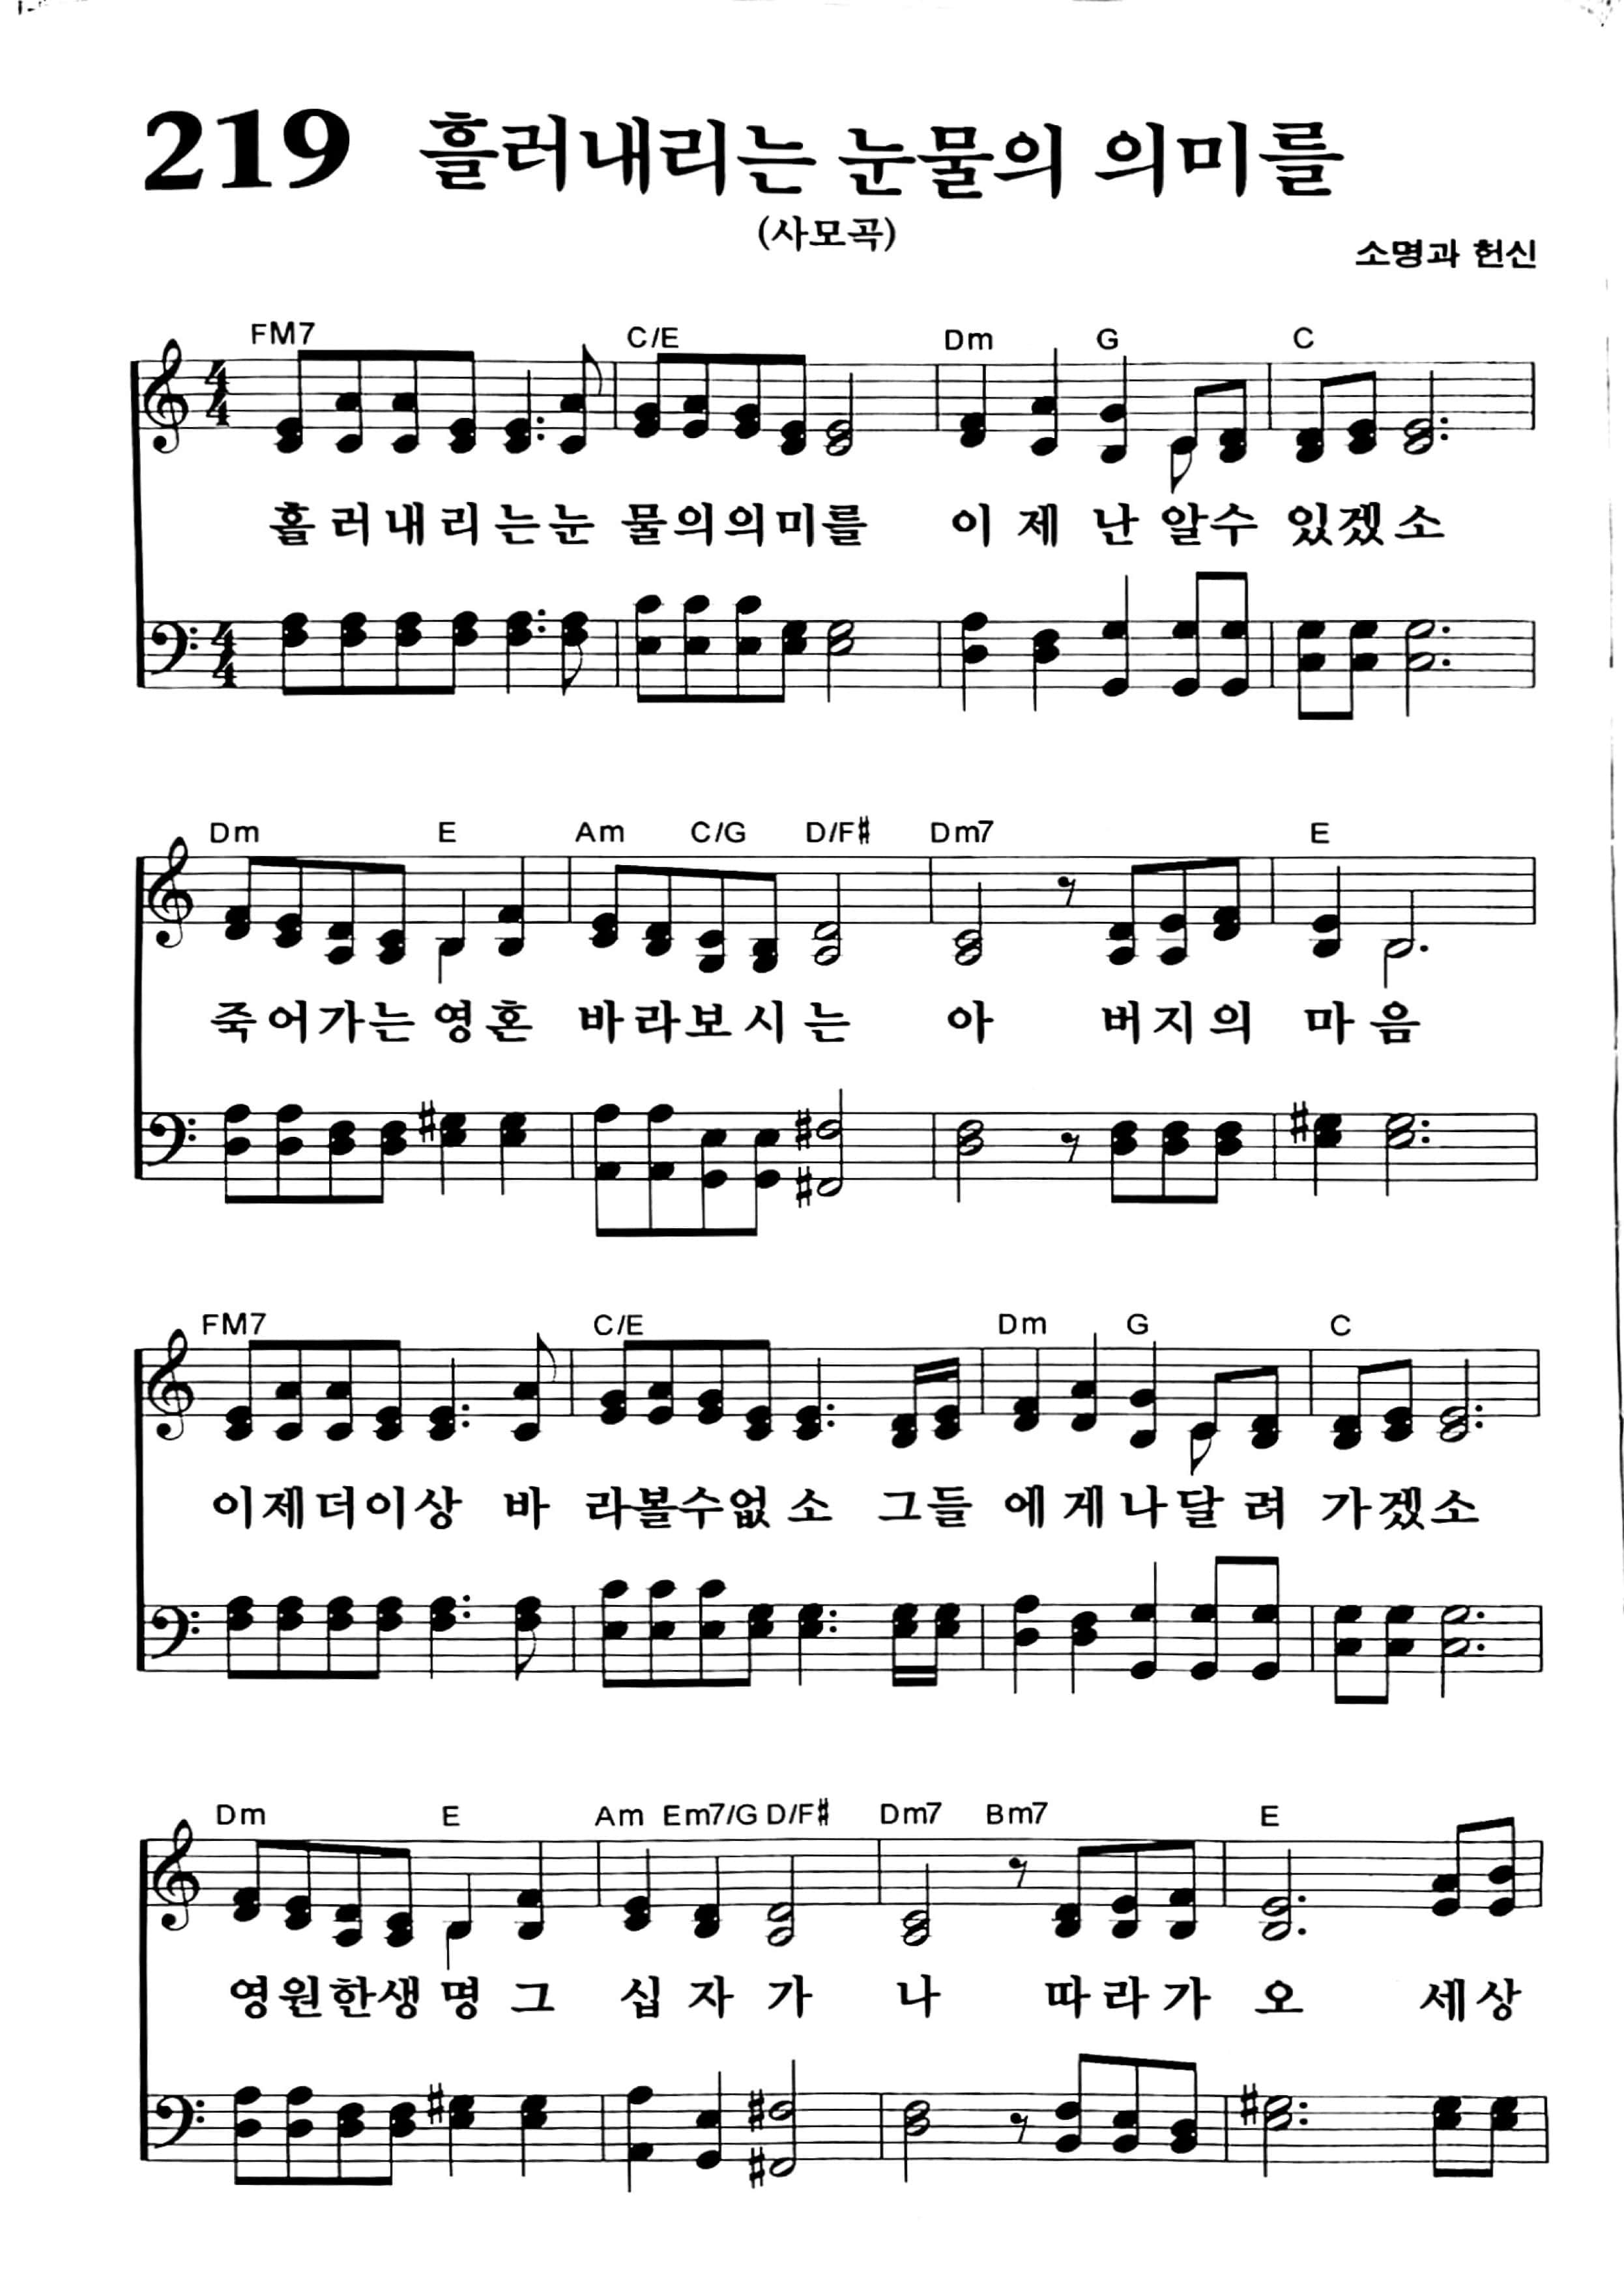 219 흘러내리는 눈물의 의미를
(사모곡)
소명과 헌신
FM7 C/E Dm G C
흘러내리는눈 물의의미를 이제 난 알수 있겠소
Dm E Am C/G D/F# Dm7 E
죽어가는 영혼 바라보시는 아 버지의 마음
FM7 C/E Dm G C
이제더이상 바 라볼수없소 그들 에게나달려 가겠소
Dm E Am Em7/G D/F# Dm7 Bm7 E
영원한생명 그 십자가 나 따라가 오 세상